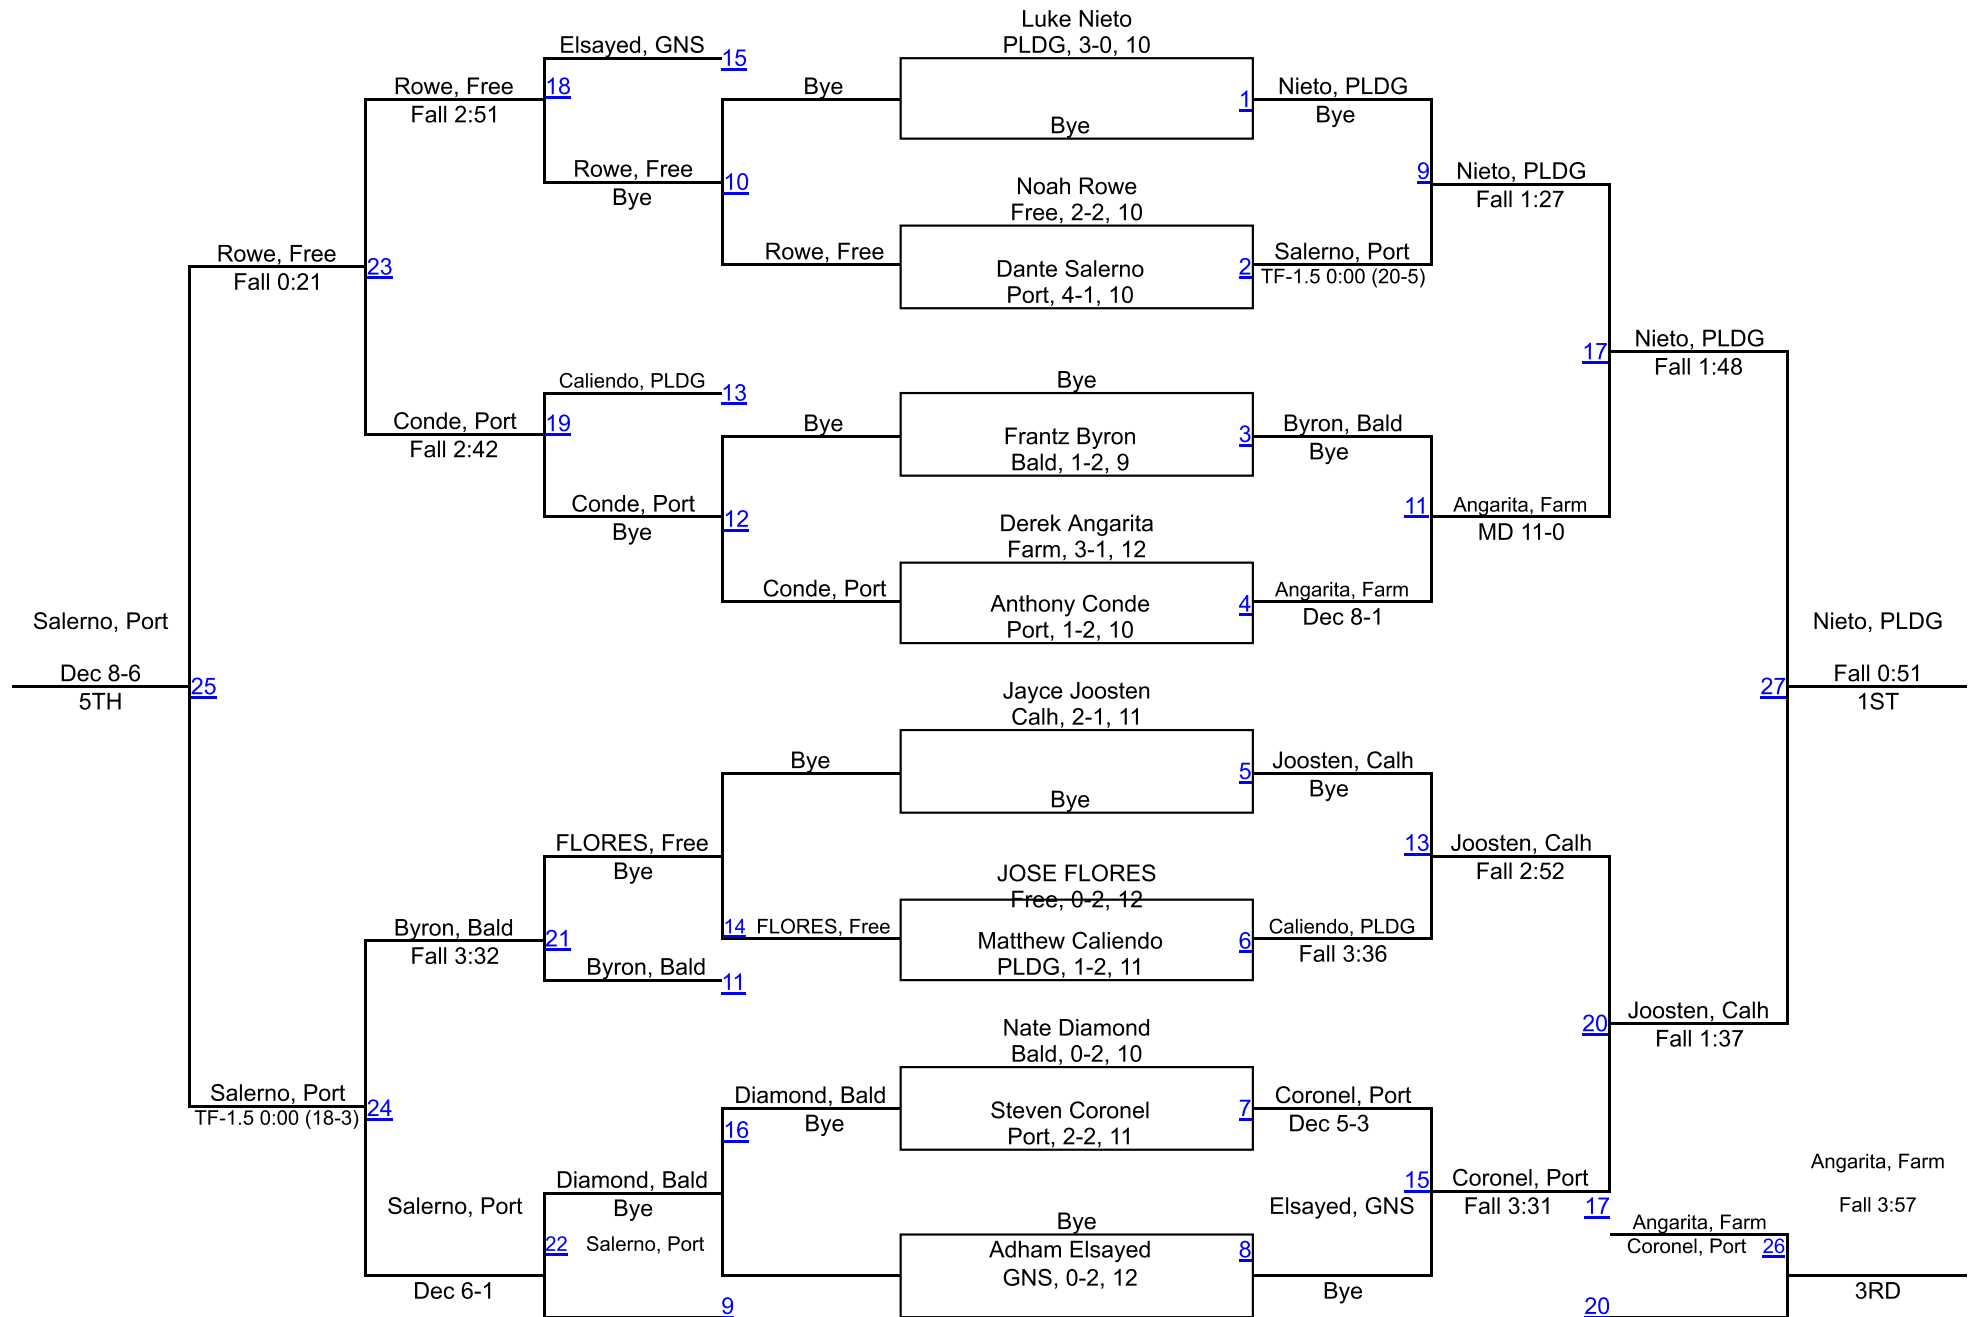 Luke Nieto
Elsayed, GNS
PLDG, 3-0, 10
15
Rowe, Free
18
Bye
1
Nieto, PLDG
Fall 2:51
Bye
Bye
Rowe, Free
10
9
Nieto, PLDG
Bye
Noah Rowe
Fall 1:27
Free, 2-2, 10
Rowe, Free
23
Rowe, Free
Dante Salerno
2
Salerno, Port
Fall 0:21
Port, 4-1, 10
TF-1.5 0:00 (20-5)
17
Nieto, PLDG
Fall 1:48
Caliendo, PLDG
13
Bye
Conde, Port
19
Bye
Frantz Byron
3
Byron, Bald
Fall 2:42
Bald, 1-2, 9
Bye
Conde, Port
12
11
Angarita, Farm
Bye
Derek Angarita
MD 11-0
Farm, 3-1, 12
Conde, Port
Anthony Conde
4
Angarita, Farm
Port, 1-2, 10
Dec 8-1
Salerno, Port
Nieto, PLDG
Dec 8-6
25
27
Fall 0:51
5TH
1ST
Jayce Joosten
Calh, 2-1, 11
Bye
5
Joosten, Calh
Bye
Bye
FLORES, Free
13
Joosten, Calh
Bye
JOSE FLORES
Fall 2:52
Free, 0-2, 12
Byron, Bald
21
14
FLORES, Free
Matthew Caliendo
6
Caliendo, PLDG
Fall 3:32
PLDG, 1-2, 11
Fall 3:36
Byron, Bald
11
Nate Diamond
20
Joosten, Calh
Bald, 0-2, 10
Fall 1:37
Salerno, Port
24
Diamond, Bald
Steven Coronel
7
Coronel, Port
TF-1.5 0:00 (18-3)
16
Bye
Port, 2-2, 11
Dec 5-3
Diamond, Bald
15
Coronel, Port
Angarita, Farm
Salerno, Port
Bye
Elsayed, GNS
Fall 3:31
17
Fall 3:57
Bye
Angarita, Farm
22
Salerno, Port
Adham Elsayed
8
Coronel, Port
26
GNS, 0-2, 12
Dec 6-1
Bye
3RD
9
20